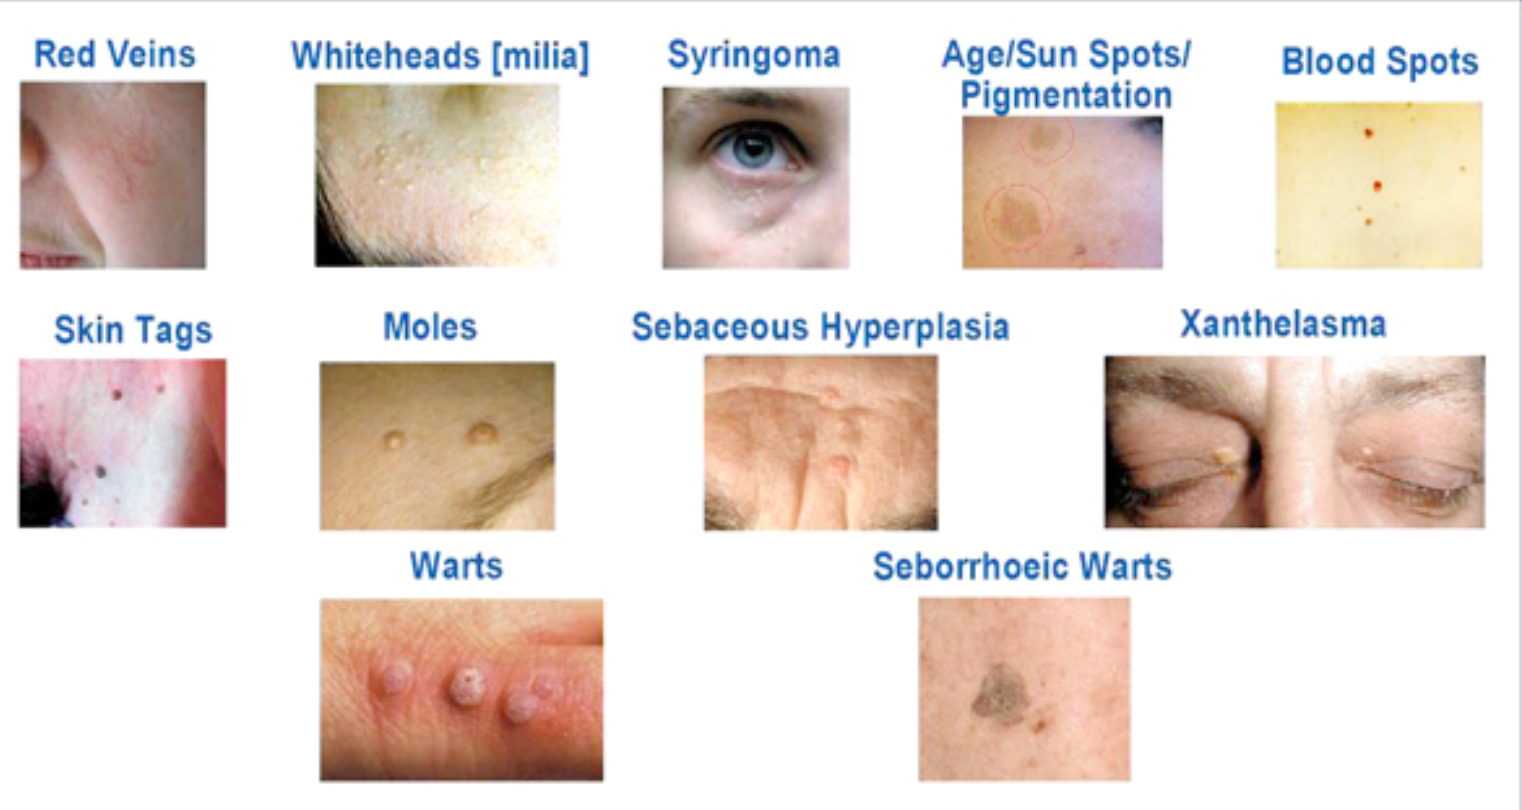 Red Veins
Whiteheads [milia]
Syringoma
Age/Sun Spots/
Pigmentation
Blood Spots
Skin Tags
Moles
Sebaceous Hyperplasia
Xanthelasma
Warts
Seborrhoeic Warts